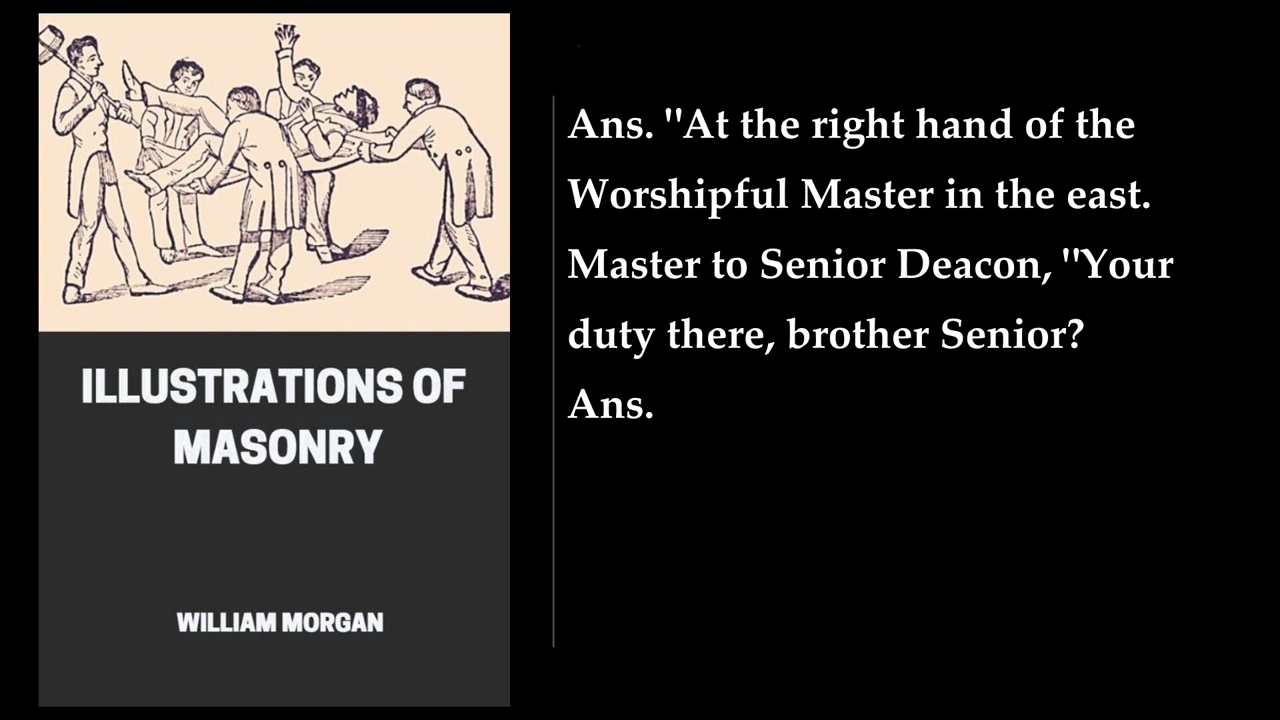 ILLUSTRATIONS OF
MASONRY
WILLIAM MORGAN
Ans. "At the right hand of the
Worshipful Master in the east.
Master to Senior Deacon, "Your
duty there, brother Senior?
Ans.